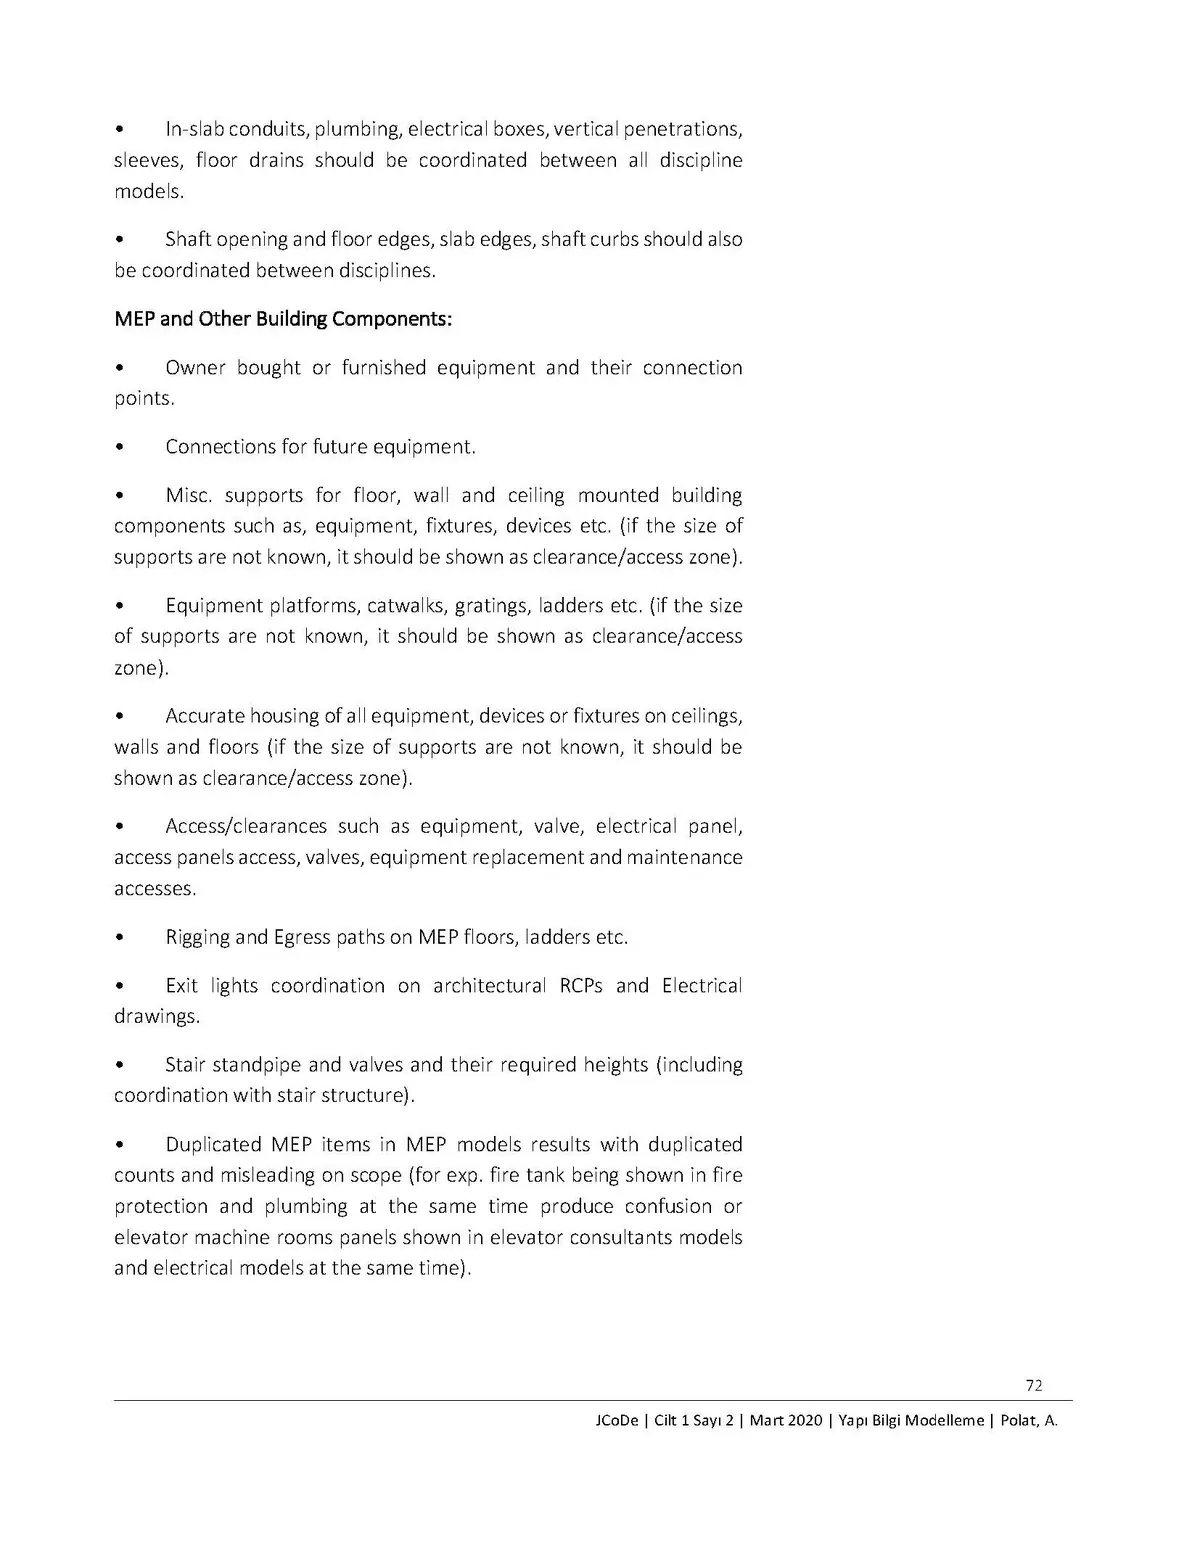 • In-slab conduits, plumbing, electrical boxes, vertical penetrations,
sleeves, floor drains should be coordinated between all discipline
models.
• Shaft opening and floor edges, slab edges, shaft curbs should also
be coordinated between disciplines.
MEP and Other Building Components:
• Owner bought or furnished equipment and their connection
points.
• Connections for future equipment.
• Misc. supports for floor, wall and ceiling mounted building
components such as, equipment, fixtures, devices etc. (if the size of
supports are not known, it should be shown as clearance/access zone).
• Equipment platforms, catwalks, gratings, ladders etc. (if the size
of supports are not known, it should be shown as clearance/access
zone).
• Accurate housing of all equipment, devices or fixtures on ceilings,
walls and floors (if the size of supports are not known, it should be
shown as clearance/access zone).
• Access/clearances such as equipment, valve, electrical panel,
access panels access, valves, equipment replacement and maintenance
accesses.
• Rigging and Egress paths on MEP floors, ladders etc.
• Exit lights coordination on architectural RCPs and Electrical
drawings.
• Stair standpipe and valves and their required heights (including
coordination with stair structure).
• Duplicated MEP items in MEP models results with duplicated
counts and misleading on scope (for exp. fire tank being shown in fire
protection and plumbing at the same time produce confusion or
elevator machine rooms panels shown in elevator consultants models
and electrical models at the same time).
72
JCoDe | Cilt 1 Sayı 2 | Mart 2020 | Yapı Bilgi Modelleme | Polat, A.